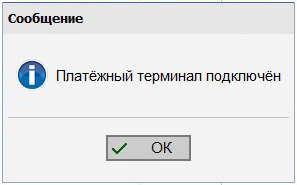 Сообщение
Платёжный терминал подключён
OK